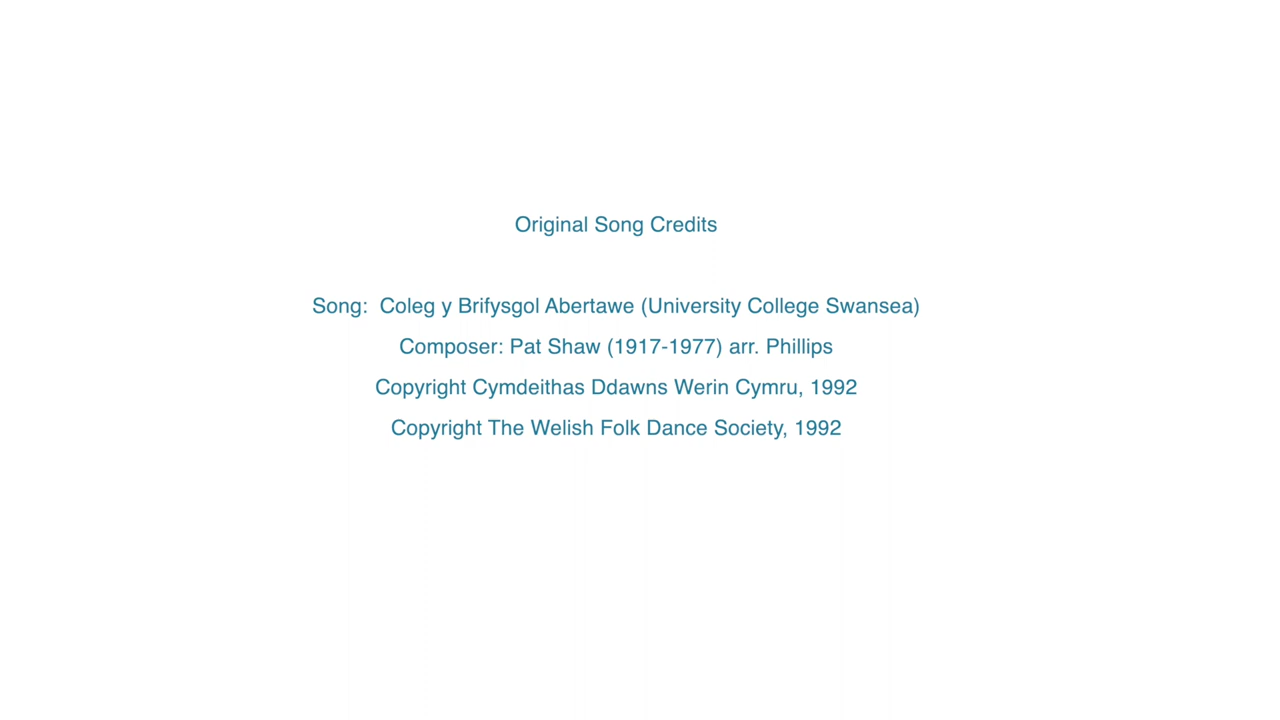 Original Song Credits
Song:  Coleg y Brifysgol Abertawe (University College Swansea)
Composer: Pat Shaw (1917-1977) arr. Phillips
Copyright Cymdeithas Ddawns Werin Cymru, 1992
Copyright The Welish Folk Dance Society, 1992